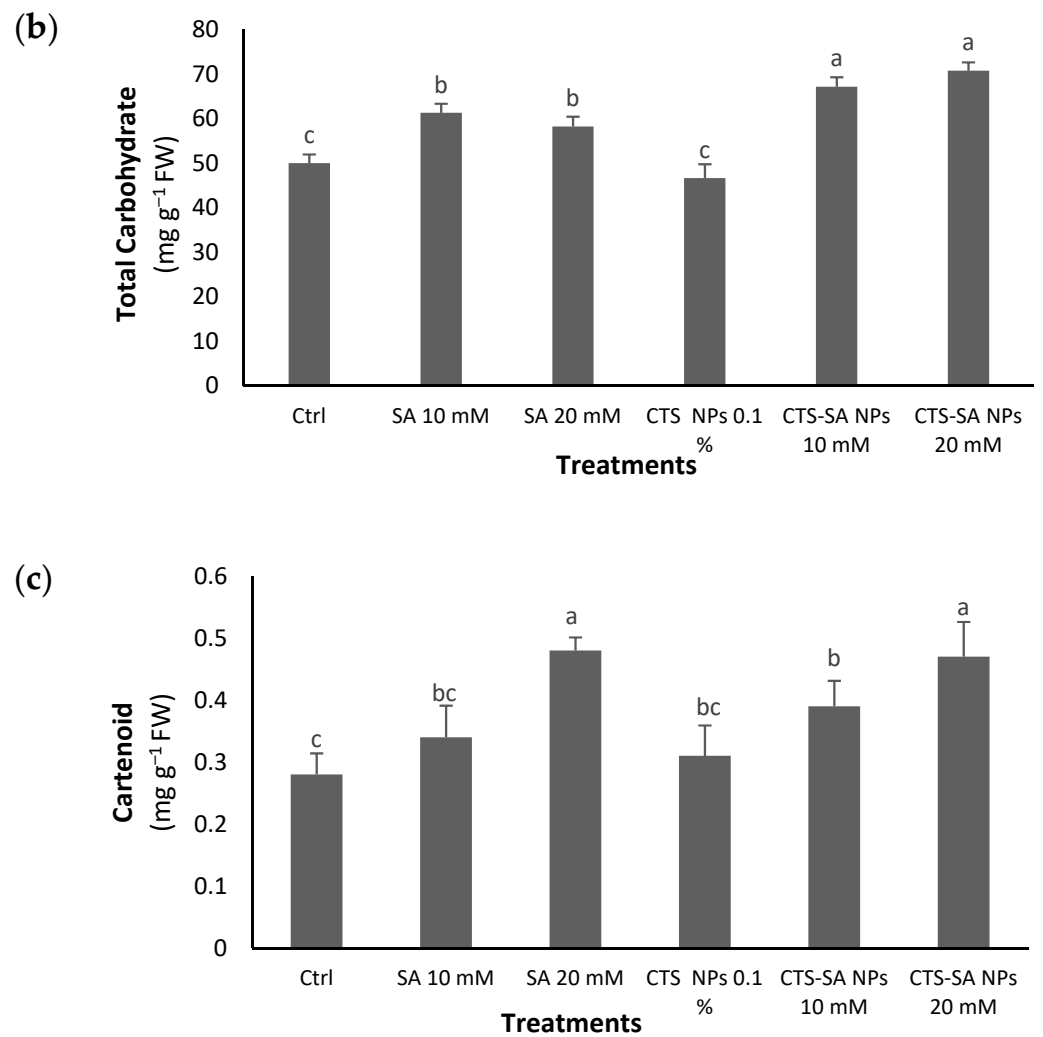 (b)
Total Carbohydrate
(mg g⁻¹ FW)
80
70
60
50
40
30
20
10
0
c
b
b
c
a
a
Ctrl
SA 10 mM
SA 20 mM
CTS NPs 0.1
%
CTS-SA NPs
10 mM
CTS-SA NPs
20 mM
Treatments
(c)
Cartenoid
(mg g⁻¹ FW)
0.6
0.5
0.4
0.3
0.2
0.1
0
c
bc
a
bc
b
a
Ctrl
SA 10 mM
SA 20 mM
CTS NPs 0.1
%
CTS-SA NPs
10 mM
CTS-SA NPs
20 mM
Treatments